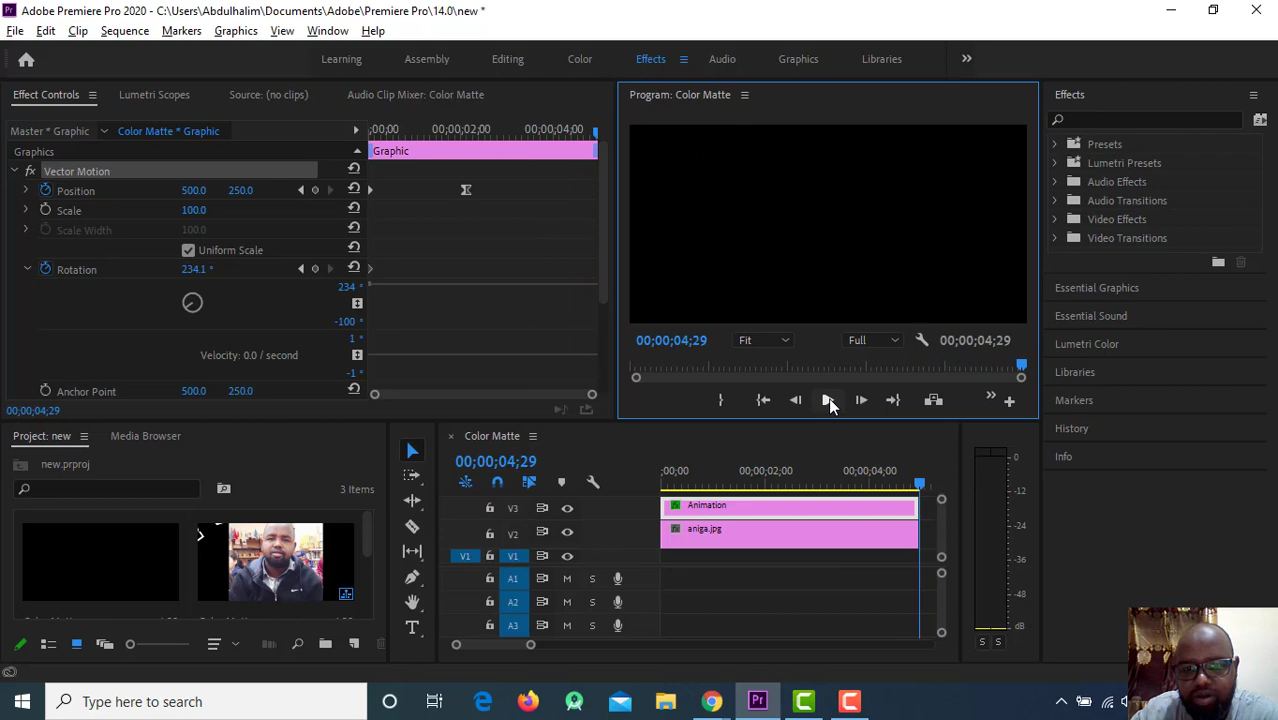 Adobe Premiere Pro 2020 - C:\Users\Abdulhalim\Documents\Adobe\Premiere Pro\14.0\new *
File Edit Clip Sequence Markers Graphics View Window Help
Learning Assembly Editing Color Effects Audio Graphics Libraries
Effect Controls Lumetri Scopes Source: (no clips) Audio Clip Mixer: Color Matte
Master * Graphic Color Matte * Graphic
;00;00 00;00;02;00 00;00;04;00
Graphics
Graphic
fx Vector Motion
Position 500.0 250.0
Scale 100.0
Scale Width 100.0
Uniform Scale
Rotation 234.1 °
234 °
-100 °
1 °
Velocity: 0.0 / second
-1 °
Anchor Point 500.0 250.0
00;00;04;29
Program: Color Matte
00;00;04;29 Fit Full 00;00;04;29
Effects
Presets
Lumetri Presets
Audio Effects
Audio Transitions
Video Effects
Video Transitions
Essential Graphics
Essential Sound
Lumetri Color
Libraries
Markers
History
Info
Project: new Media Browser
new.prproj
3 Items
Color Matte
00;00;04;29
;00;00 00;00;02;00 00;00;04;00
V3 Animation
V2 aniga.jpg
V1 V1
A1 M S
A2 M S
A3 M S
0
-12
-24
-36
-48
dB
S S
Type here to search